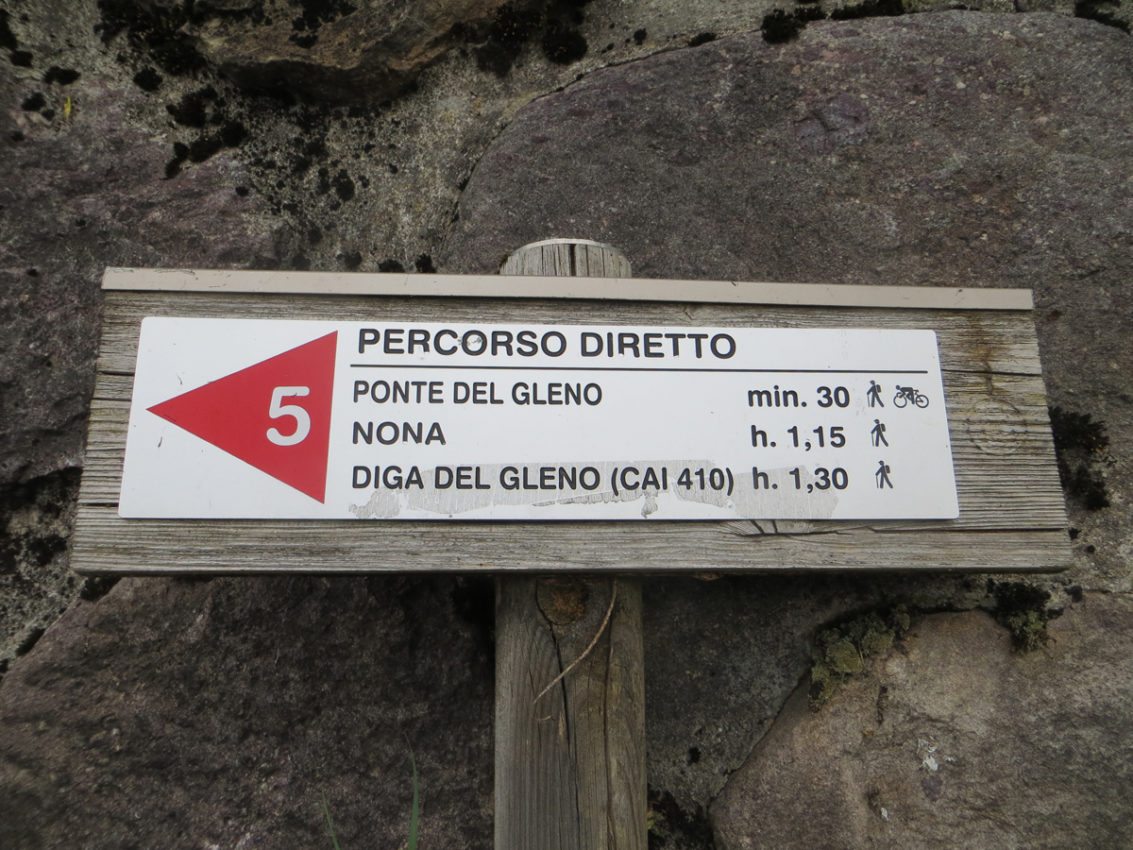 5
PERCORSO DIRETTO
PONTE DEL GLENO min. 30
NONA h. 1,15
DIGA DEL GLENO (CAI 410) h. 1,30